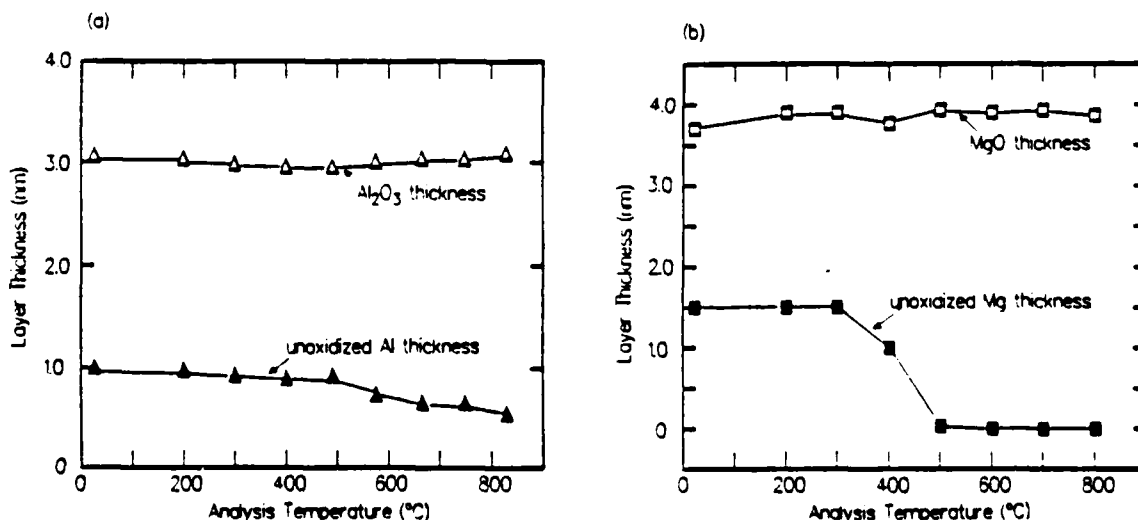 (a)
4.0
3.0
2.0
1.0
0
Layer Thickness (nm)
Al₂O₃ thickness
unoxidized Al thickness
0 200 400 600 800
Analysis Temperature (°C)
(b)
4.0
3.0
2.0
1.0
0
Layer Thickness (nm)
MgO thickness
unoxidized Mg thickness
0 200 400 600 800
Analysis Temperature (°C)